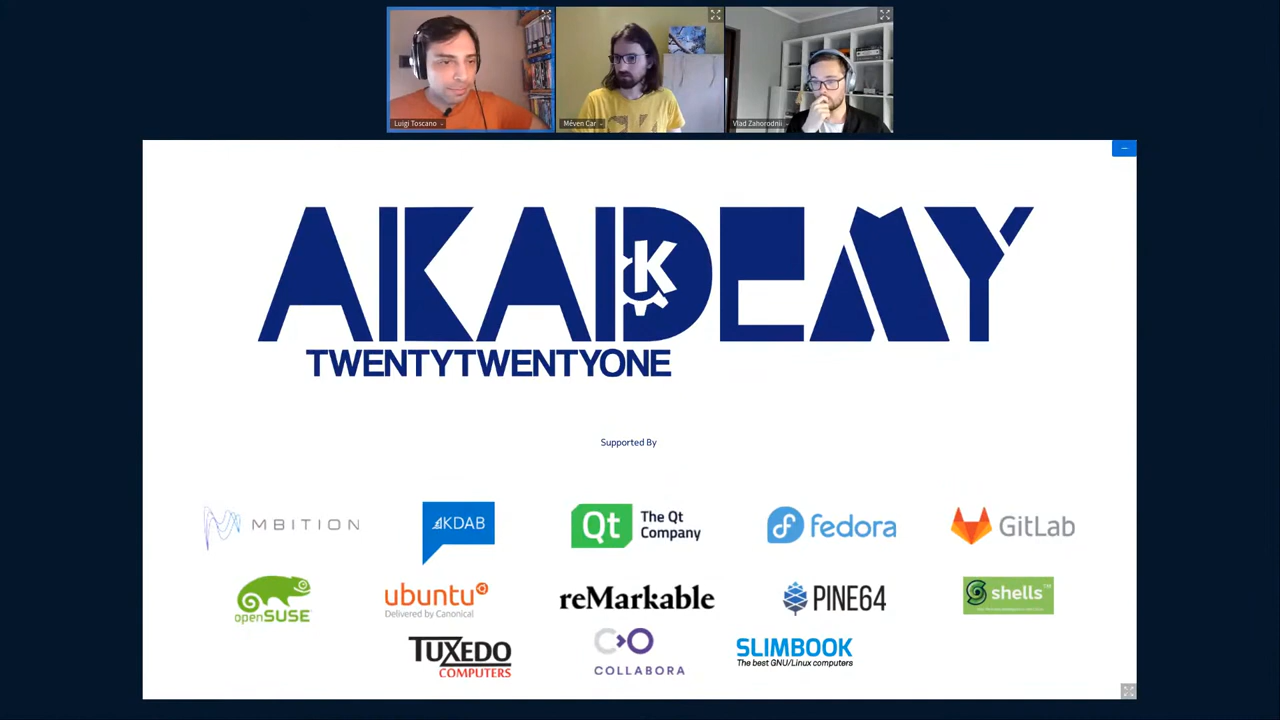 Luigi Toscano
Méven Car
Vlad Zahorodnii
AKADEMY
TWENTYTWENTYONE
Supported By
MBITION
KDAB
Qt The Qt Company
fedora
GitLab
openSUSE
ubuntu
Delivered by Canonical
reMarkable
PINE64
shells™
TUXEDO
COMPUTERS
COLLABORA
SLIMBOOK
The best GNU/Linux computers